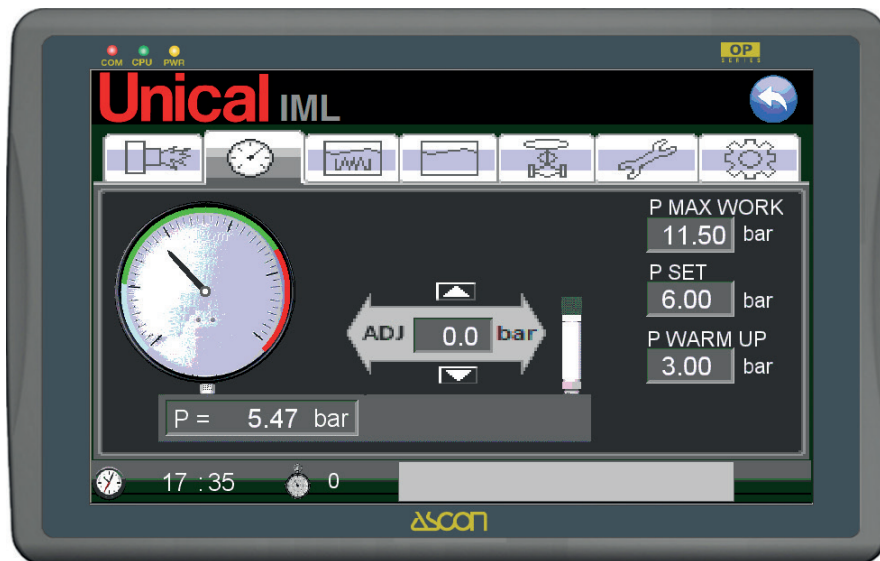 COM CPU PWR
OP
SERIES
Unical IML
P MAX WORK
11.50 bar
P SET
6.00 bar
P WARM UP
3.00 bar
ADJ 0.0 bar
P = 5.47 bar
17 : 35 0
ascon